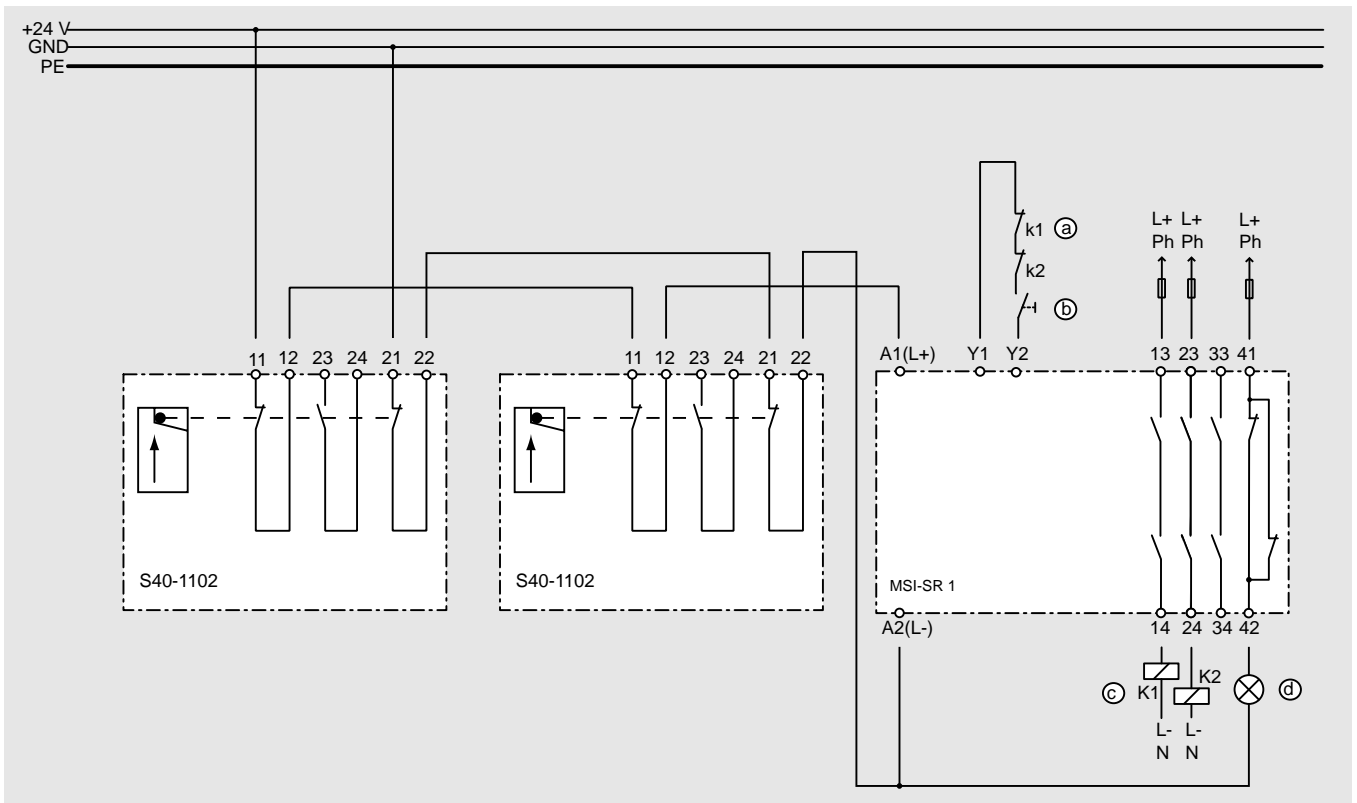 +24 V
GND
PE
L+ L+ L+
Ph Ph Ph
k1 a
k2
b
11 12 23 24 21 22
11 12 23 24 21 22
A1(L+) Y1 Y2 13 23 33 41
S40-1102
S40-1102
MSI-SR 1
A2(L-) 14 24 34 42
c K1 K2 d
L- L-
N N